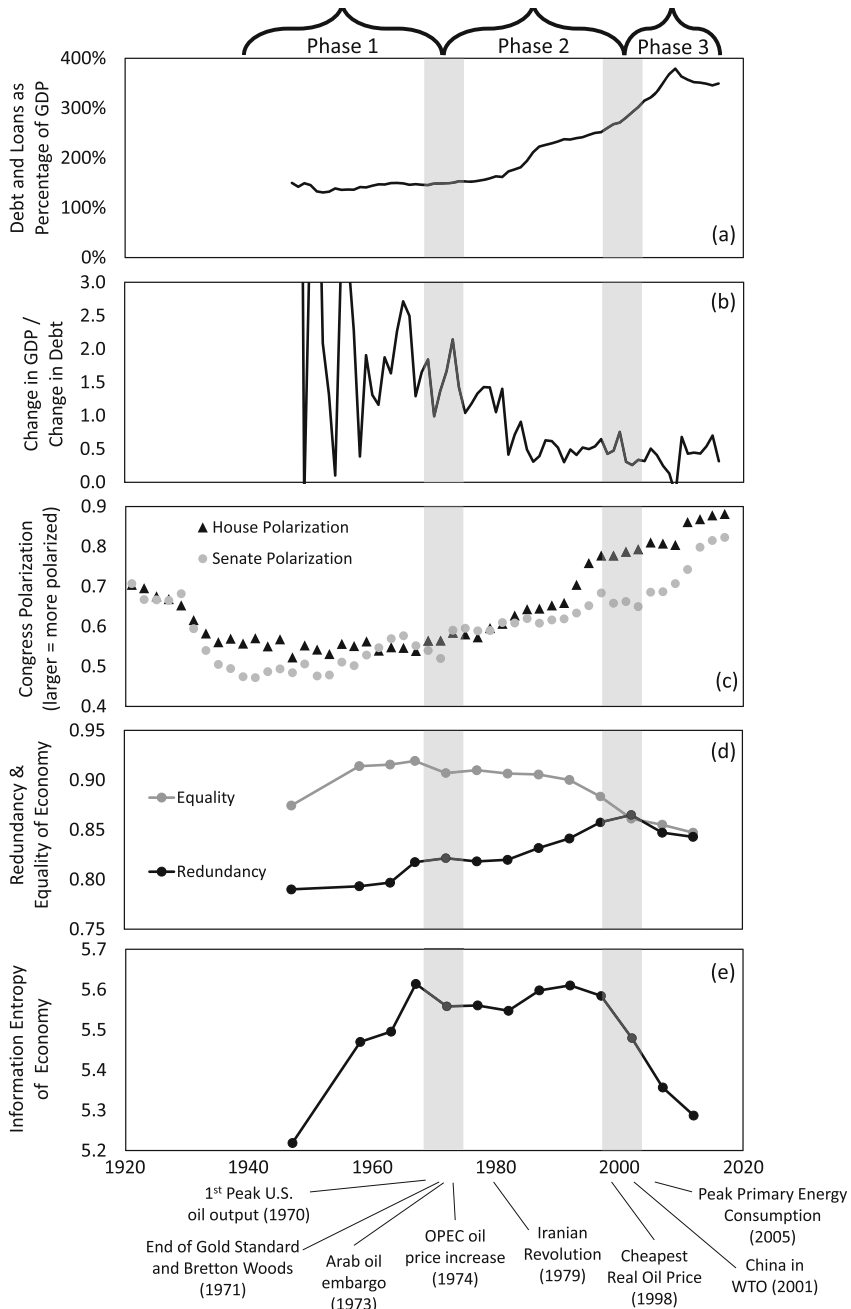 Phase 1
Phase 2
Phase 3
Debt and Loans as
Percentage of GDP
400%
300%
200%
100%
0%
(a)
Change in GDP /
Change in Debt
3.0
2.5
2.0
1.5
1.0
0.5
0.0
(b)
Congress Polarization
(larger = more polarized)
0.9
0.8
0.7
0.6
0.5
0.4
House Polarization
Senate Polarization
(c)
Redundancy &
Equality of Economy
0.95
0.90
0.85
0.80
0.75
Equality
Redundancy
(d)
Information Entropy
of Economy
5.7
5.6
5.5
5.4
5.3
5.2
(e)
1920 1940 1960 1980 2000 2020
1st Peak U.S.
oil output (1970)
End of Gold Standard
and Bretton Woods
(1971)
Arab oil
embargo
(1973)
OPEC oil
price increase
(1974)
Iranian
Revolution
(1979)
Cheapest
Real Oil Price
(1998)
China in
WTO (2001)
Peak Primary Energy
Consumption
(2005)